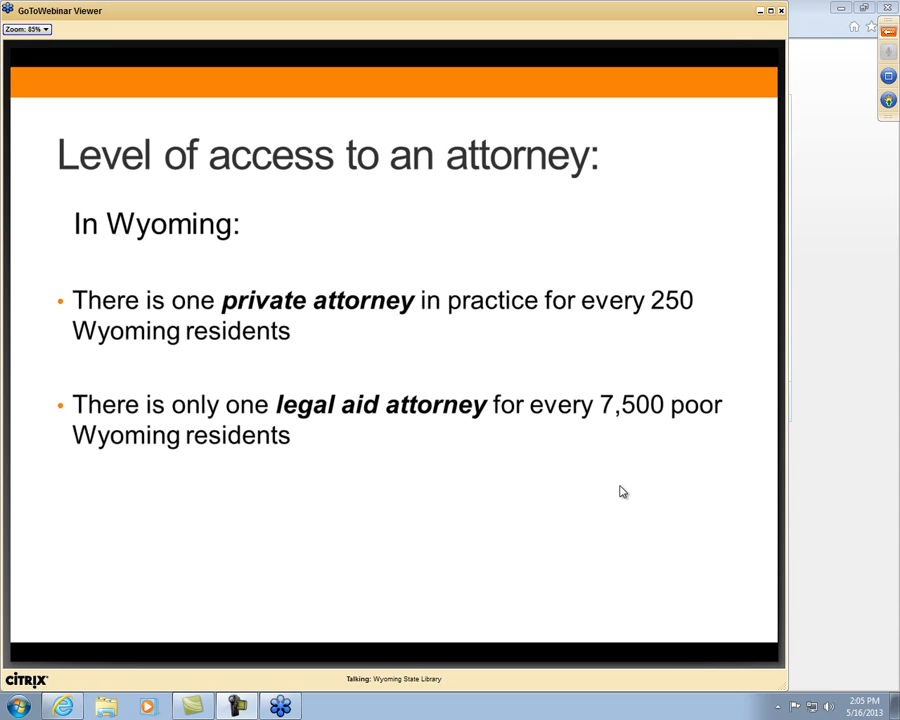 GoToWebinar Viewer
Zoom: 85%
Level of access to an attorney:
In Wyoming:
• There is one private attorney in practice for every 250
Wyoming residents
• There is only one legal aid attorney for every 7,500 poor
Wyoming residents
CITRIX
Talking: Wyoming State Library
2:05 PM
5/16/2013